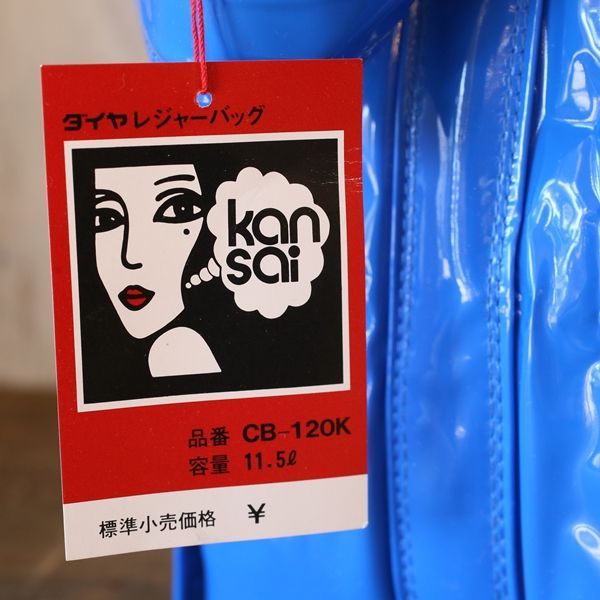 ダイヤレジャーバッグ
kan
sai
品番 CB-120K
容量 11.5ℓ
標準小売価格 ¥